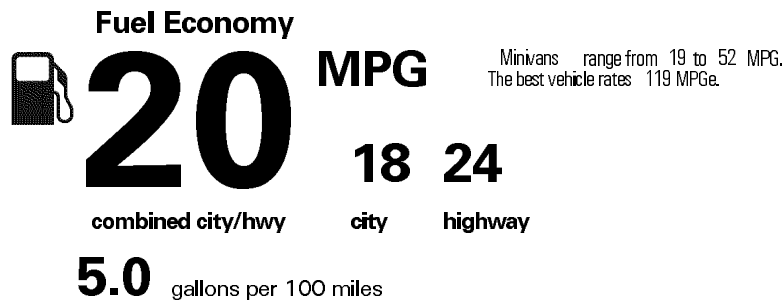 Fuel Economy
20 MPG
Minivans range from 19 to 52 MPG.
The best vehicle rates 119 MPGe.
18 24
combined city/hwy city highway
5.0 gallons per 100 miles